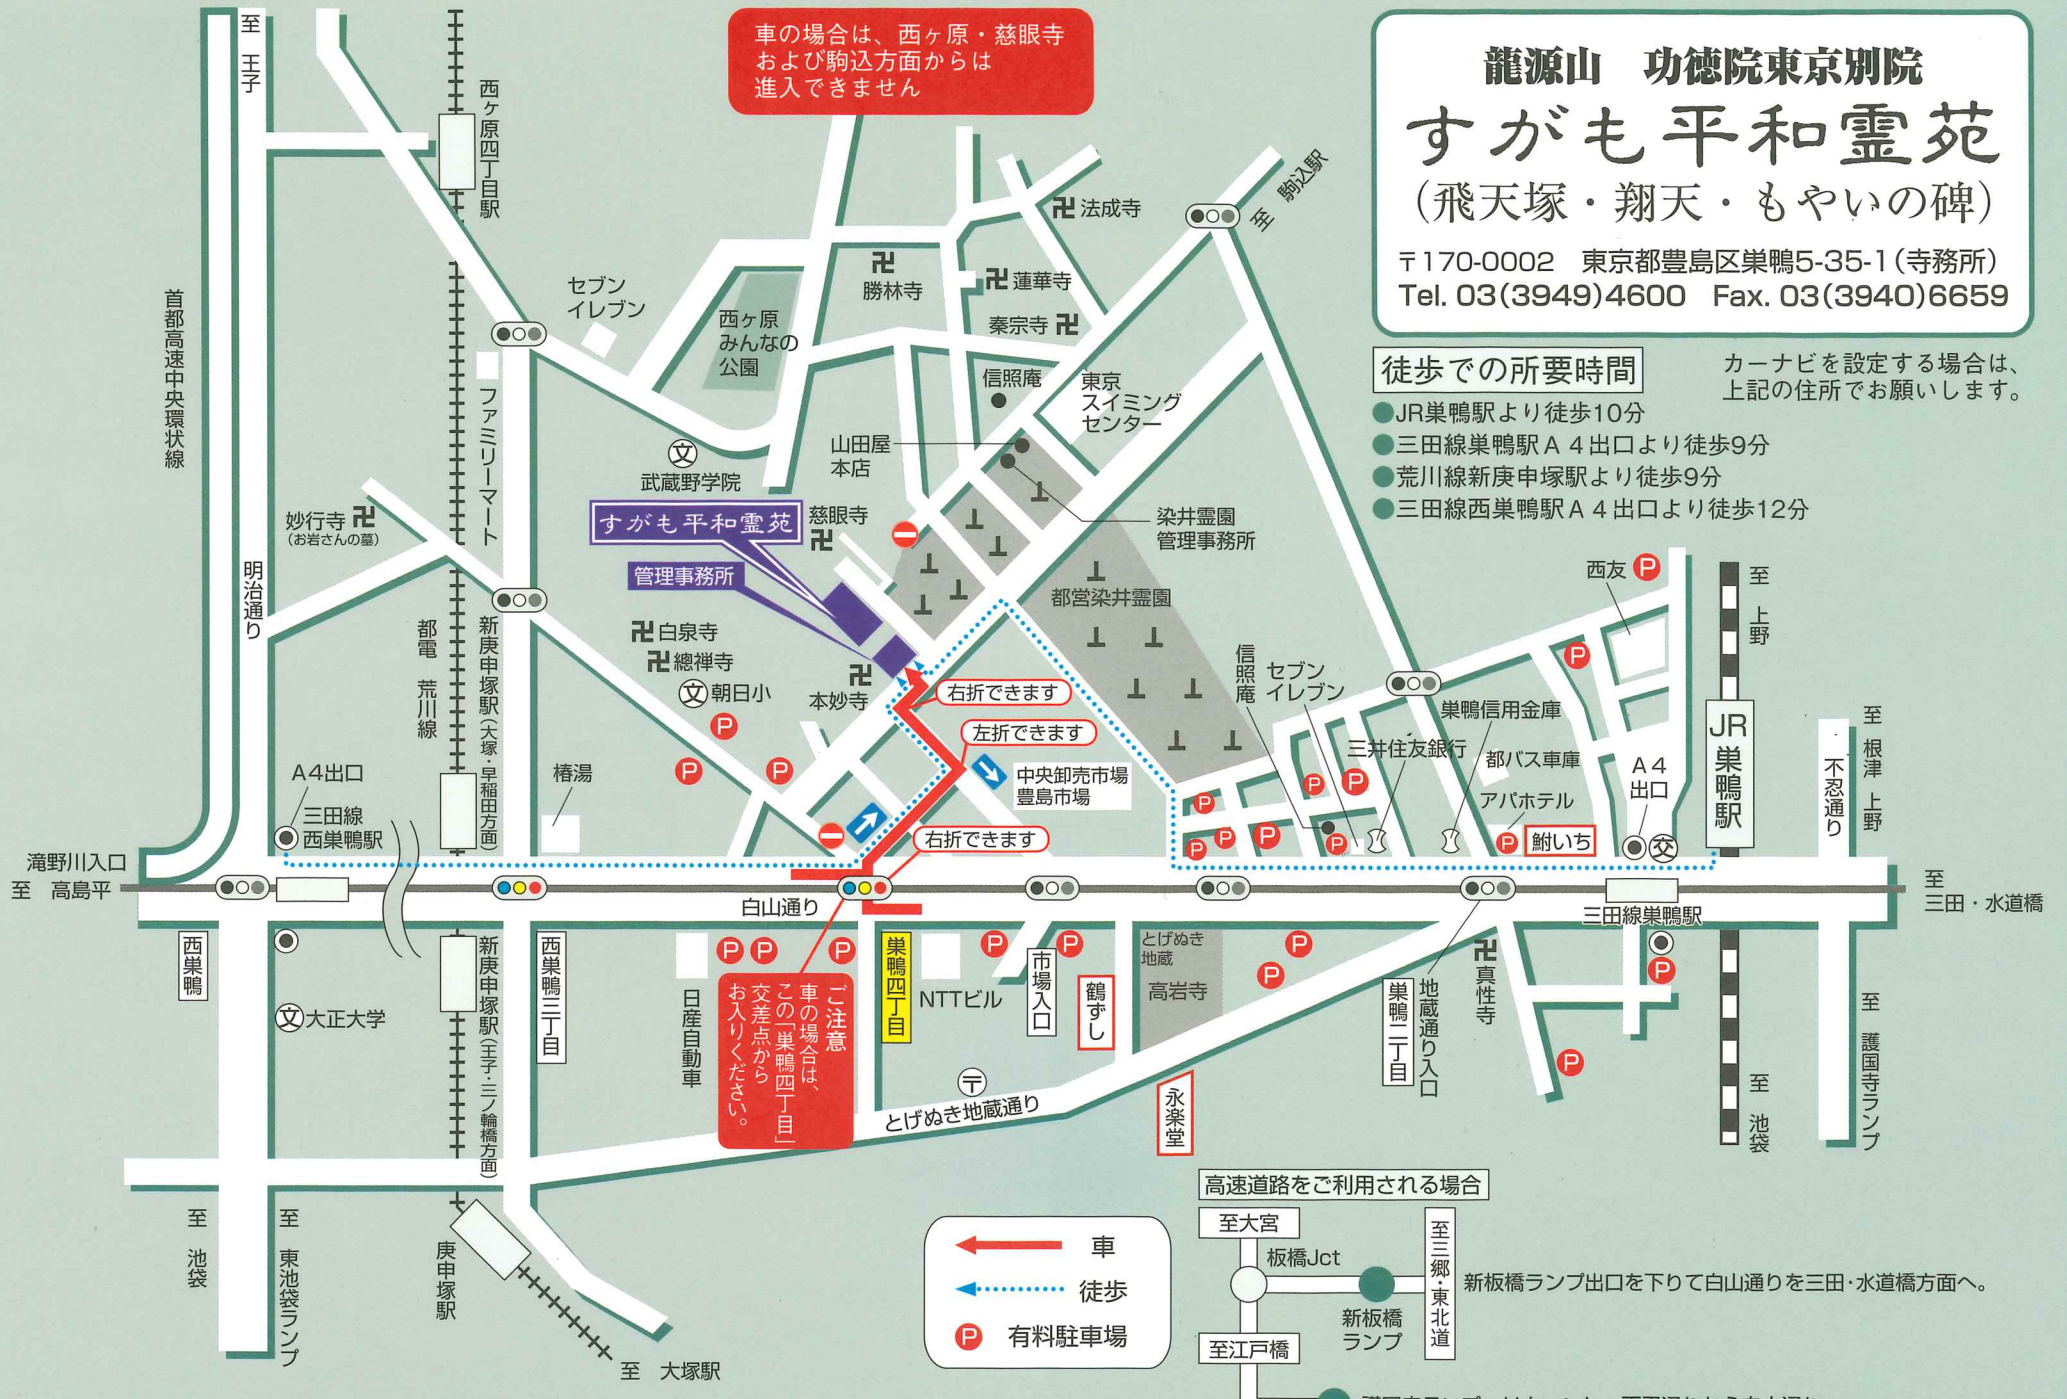 車の場合は、西ヶ原・慈眼寺
および駒込方面からは
進入できません
龍源山　功徳院東京別院
すがも平和霊苑
（飛天塚・翔天・もやいの碑）
〒170-0002　東京都豊島区巣鴨5-35-1（寺務所）
Tel. 03(3949)4600　Fax. 03(3940)6659
徒歩での所要時間
カーナビを設定する場合は、
上記の住所でお願いします。
●JR巣鴨駅より徒歩10分
●三田線巣鴨駅A４出口より徒歩9分
●荒川線新庚申塚駅より徒歩9分
●三田線西巣鴨駅A４出口より徒歩12分
至　王子
西ヶ原四丁目駅
首都高速中央環状線
セブン
イレブン
西ヶ原
みんなの
公園
卍 法成寺
至　駒込駅
卍
勝林寺
卍 蓮華寺
秦宗寺 卍
信照庵
東京
スイミング
センター
山田屋
本店
ファミリーマート
文
武蔵野学院
すがも平和霊苑
管理事務所
慈眼寺
卍
染井霊園
管理事務所
都営染井霊園
妙行寺 卍
（お岩さんの墓）
明治通り
都電　荒川線
新庚申塚駅（大塚・早稲田方面）
卍 白泉寺
卍 總禅寺
文 朝日小
P
P
P
卍
本妙寺
右折できます
左折できます
右折できます
中央卸売市場
豊島市場
西友 P
P
至　上野
JR巣鴨駅
至　根津　上野
不忍通り
信照庵
セブン
イレブン
巣鴨信用金庫
三井住友銀行
都バス車庫
アパホテル
P
鮒いち
A４
出口
交
P
P
P
P
P
P
P
A4出口
三田線
西巣鴨駅
椿湯
滝野川入口
至　高島平
白山通り
三田線巣鴨駅
至
三田・水道橋
西巣鴨
文 大正大学
新庚申塚駅（王子・三ノ輪橋方面）
西巣鴨三丁目
日産自動車
P
P
P
ご注意
車の場合は、
この「巣鴨四丁目」
交差点から
お入りください。
巣鴨四丁目
NTTビル
P
市場入口
P
鶴ずし
とげぬき
地蔵
高岩寺
P
P
巣鴨二丁目
地蔵通り入口
卍真性寺
P
P
至　護国寺ランプ
至　池袋
〒
とげぬき地蔵通り
永楽堂
至　池袋
至　東池袋ランプ
庚申塚駅
至　大塚駅
車
徒歩
P 有料駐車場
高速道路をご利用される場合
至大宮
板橋Jct
至三郷・東北道
新板橋
ランプ
新板橋ランプ出口を下りて白山通りを三田・水道橋方面へ。
至江戸橋